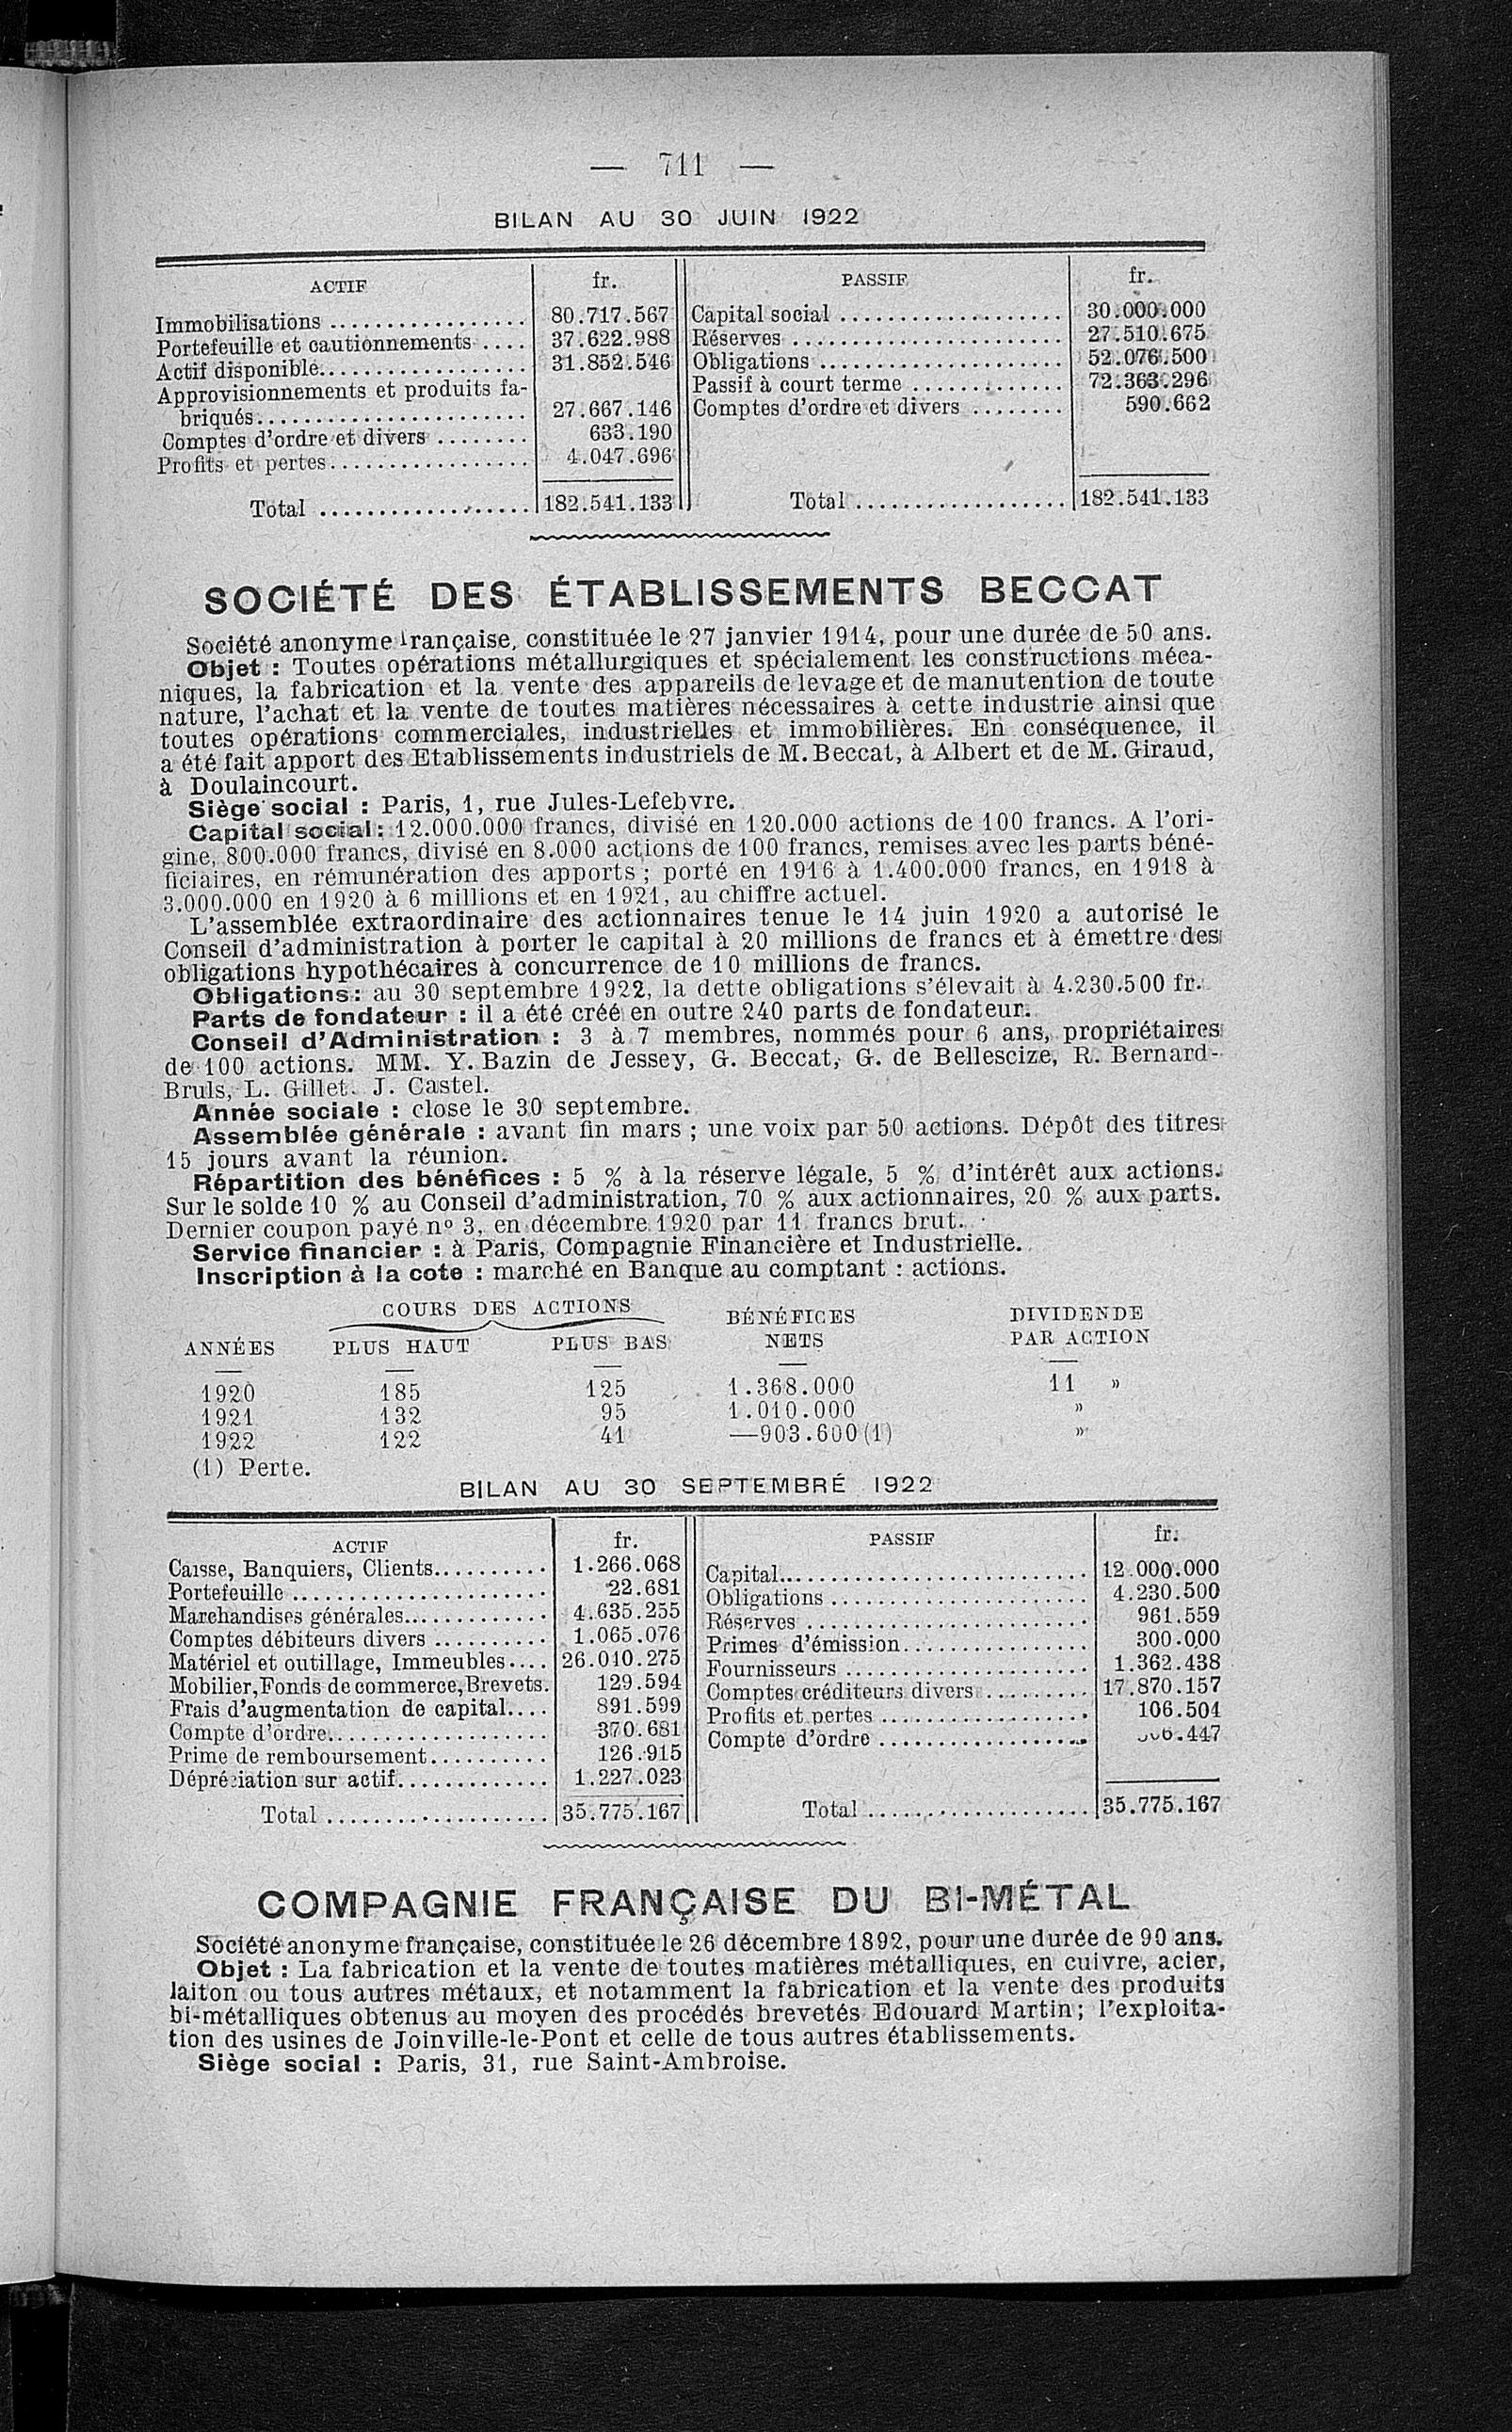 — 711 —
BILAN AU 30 JUIN 1922
ACTIF fr. PASSIF fr.
Immobilisations ................. 80.717.567 Capital social ................... 30.000.000
Portefeuille et cautionnements .... 37.622.988 Réserves ....................... 27.510.675
Actif disponible.................. 31.852.546 Obligations ..................... 52.076.500
Approvisionnements et produits fa- Passif à court terme ............. 72.363.296
briqués....................... 27.667.146 Comptes d'ordre et divers ........ 590.662
Comptes d'ordre et divers ........ 633.190
Profits et pertes................. 4.047.696
Total .................. 182.541.133 Total .................. 182.541.133
SOCIÉTÉ DES ÉTABLISSEMENTS BECCAT
Société anonyme française, constituée le 27 janvier 1914, pour une durée de 50 ans.
Objet : Toutes opérations métallurgiques et spécialement les constructions méca-
niques, la fabrication et la vente des appareils de levage et de manutention de toute
nature, l'achat et la vente de toutes matières nécessaires à cette industrie ainsi que
toutes opérations commerciales, industrielles et immobilières. En conséquence, il
a été fait apport des Etablissements industriels de M. Beccat, à Albert et de M. Giraud,
à Doulaincourt.
Siège social : Paris, 1, rue Jules-Lefebvre.
Capital social : 12.000.000 francs, divisé en 120.000 actions de 100 francs. A l'ori-
gine, 800.000 francs, divisé en 8.000 actions de 100 francs, remises avec les parts béné-
ficiaires, en rémunération des apports ; porté en 1916 à 1.400.000 francs, en 1918 à
3.000.000 en 1920 à 6 millions et en 1921, au chiffre actuel.
L'assemblée extraordinaire des actionnaires tenue le 14 juin 1920 a autorisé le
Conseil d'administration à porter le capital à 20 millions de francs et à émettre des
obligations hypothécaires à concurrence de 10 millions de francs.
Obligations : au 30 septembre 1922, la dette obligations s'élevait à 4.230.500 fr.
Parts de fondateur : il a été créé en outre 240 parts de fondateur.
Conseil d'Administration : 3 à 7 membres, nommés pour 6 ans, propriétaires
de 100 actions. MM. Y. Bazin de Jessey, G. Beccat, G. de Bellescize, R. Bernard-
Bruls, L. Gillet. J. Castel.
Année sociale : close le 30 septembre.
Assemblée générale : avant fin mars ; une voix par 50 actions. Dépôt des titres
15 jours avant la réunion.
Répartition des bénéfices : 5 % à la réserve légale, 5 % d'intérêt aux actions.
Sur le solde 10 % au Conseil d'administration, 70 % aux actionnaires, 20 % aux parts.
Dernier coupon payé nº 3, en décembre 1920 par 11 francs brut.
Service financier : à Paris, Compagnie Financière et Industrielle.
Inscription à la cote : marché en Banque au comptant : actions.
COURS DES ACTIONS BÉNÉFICES DIVIDENDE
ANNÉES PLUS HAUT PLUS BAS NETS PAR ACTION
1920 185 125 1.368.000 11 »
1921 132 95 1.010.000 »
1922 122 41 —903.600 (1) »
(1) Perte.
BILAN AU 30 SEPTEMBRÉ 1922
ACTIF fr. PASSIF fr.
Caisse, Banquiers, Clients.......... 1.266.068 Capital.......................... 12.000.000
Portefeuille ...................... 22.681 Obligations ...................... 4.230.500
Marchandises générales............. 4.635.255 Réserves ........................ 961.559
Comptes débiteurs divers .......... 1.065.076 Primes d'émission................ 300.000
Matériel et outillage, Immeubles.... 26.010.275 Fournisseurs ..................... 1.362.438
Mobilier, Fonds de commerce, Brevets. 129.594 Comptes créditeurs divers ......... 17.870.157
Frais d'augmentation de capital.... 891.599 Profits et pertes .................. 106.504
Compte d'ordre................... 370.681 Compte d'ordre ..................
Prime de remboursement.......... 126.915
Dépréciation sur actif............. 1.227.023
Total ................... 35.775.167 Total ................... 35.775.167
COMPAGNIE FRANÇAISE DU BI-MÉTAL
Société anonyme française, constituée le 26 décembre 1892, pour une durée de 90 ans.
Objet : La fabrication et la vente de toutes matières métalliques, en cuivre, acier,
laiton ou tous autres métaux, et notamment la fabrication et la vente des produits
bi-métalliques obtenus au moyen des procédés brevetés Edouard Martin ; l'exploita-
tion des usines de Joinville-le-Pont et celle de tous autres établissements.
Siège social : Paris, 31, rue Saint-Ambroise.